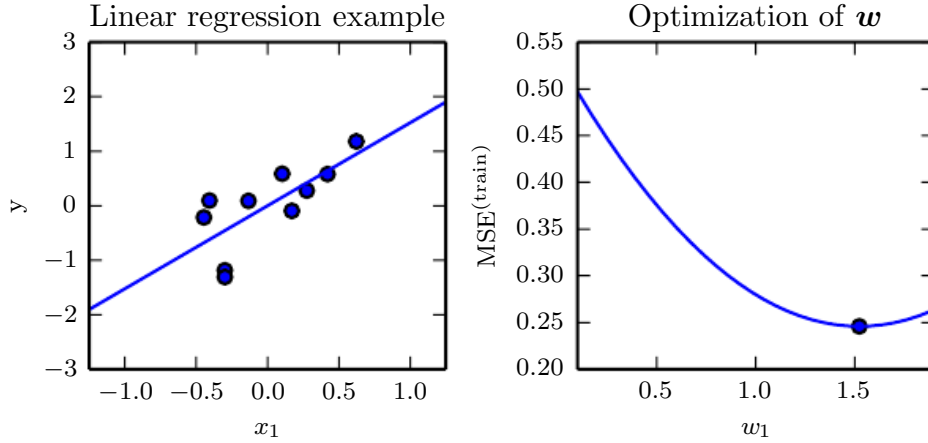 Linear regression example
3
2
1
0
−1
−2
−3
y
−1.0 −0.5 0.0 0.5 1.0
x1
Optimization of w
0.55
0.50
0.45
0.40
0.35
0.30
0.25
0.20
MSE(train)
0.5 1.0 1.5
w1